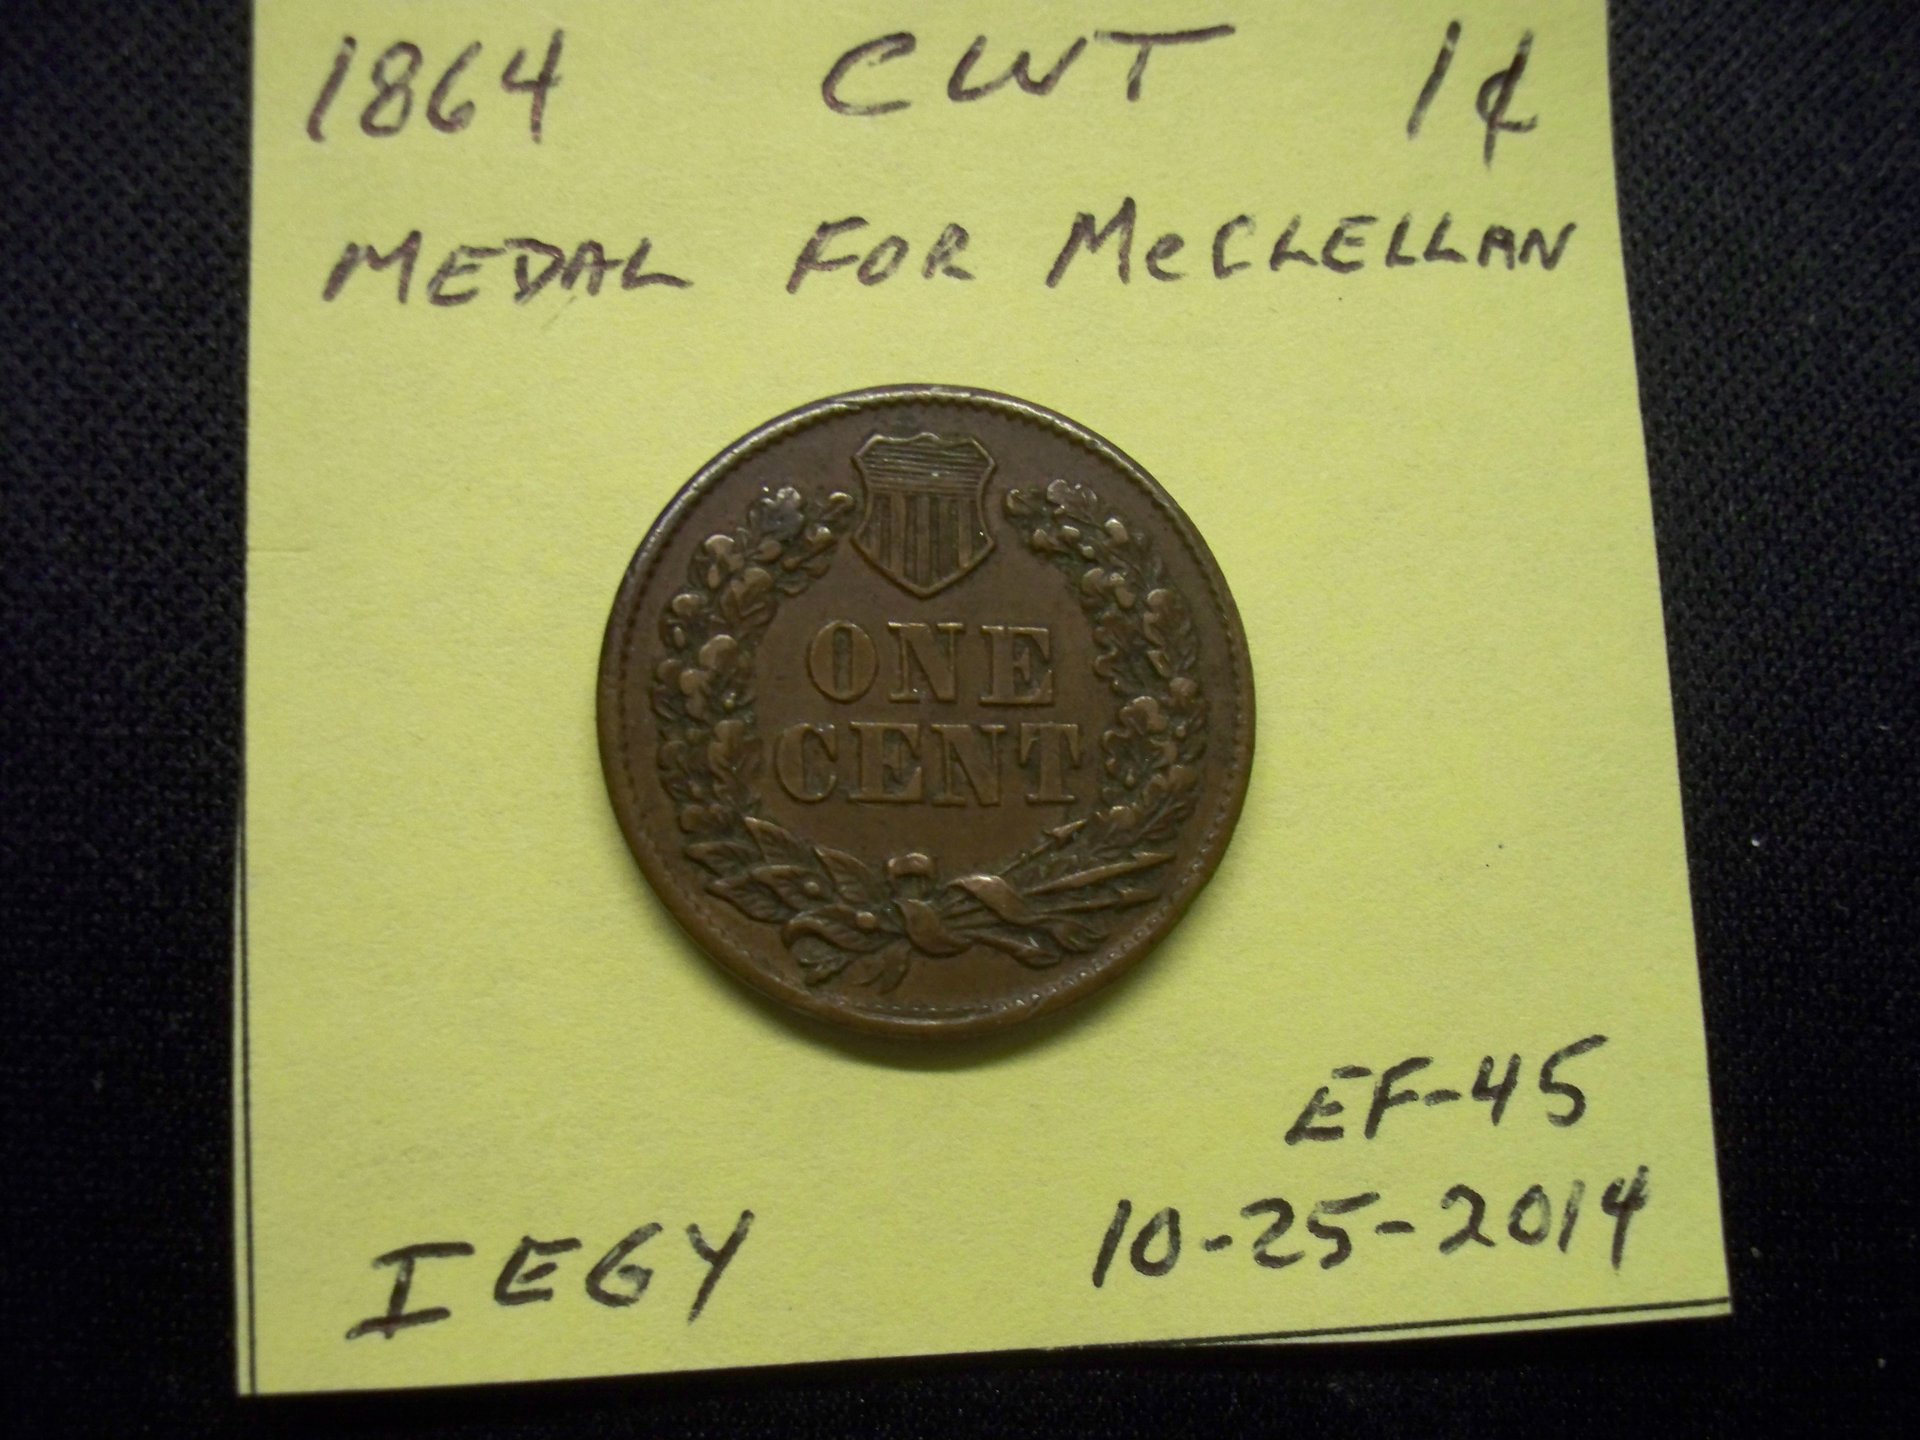 1864 CWT 1¢
MEDAL FOR McCLELLAN
ONE
CENT
EF-45
IEGY 10-25-2014